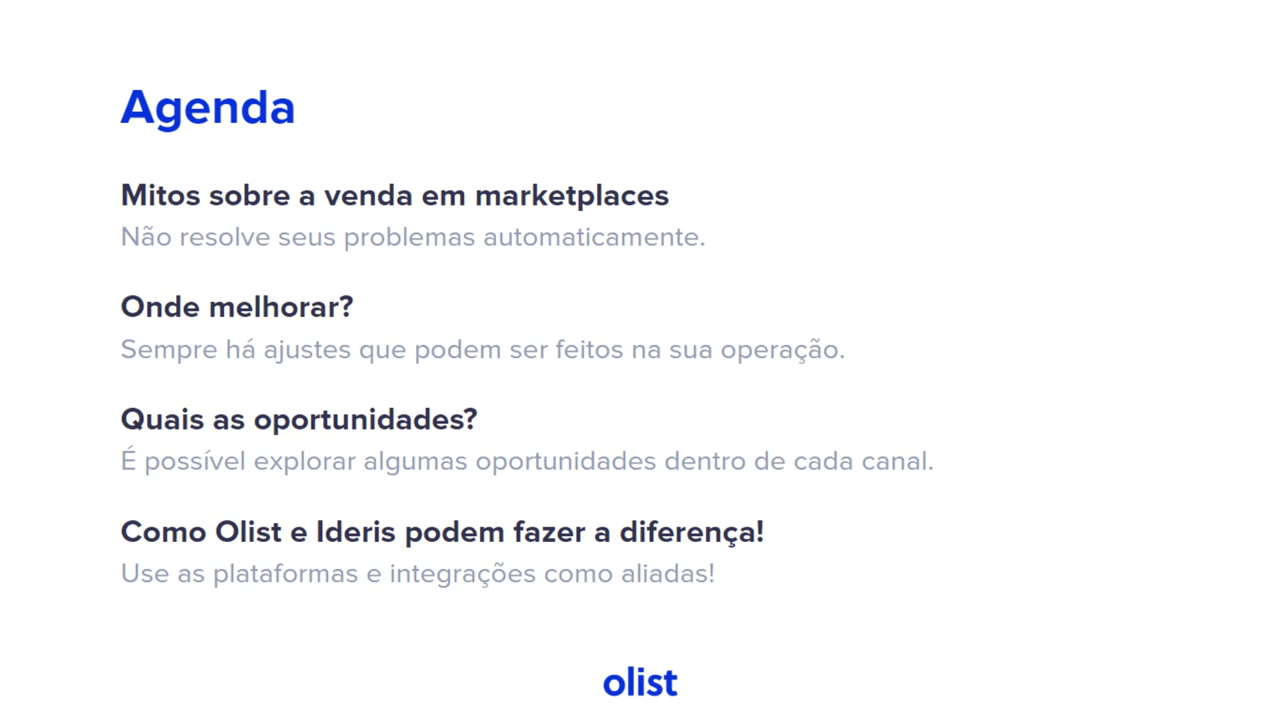 Agenda
Mitos sobre a venda em marketplaces
Não resolve seus problemas automaticamente.
Onde melhorar?
Sempre há ajustes que podem ser feitos na sua operação.
Quais as oportunidades?
É possível explorar algumas oportunidades dentro de cada canal.
Como Olist e Ideris podem fazer a diferença!
Use as plataformas e integrações como aliadas!
olist